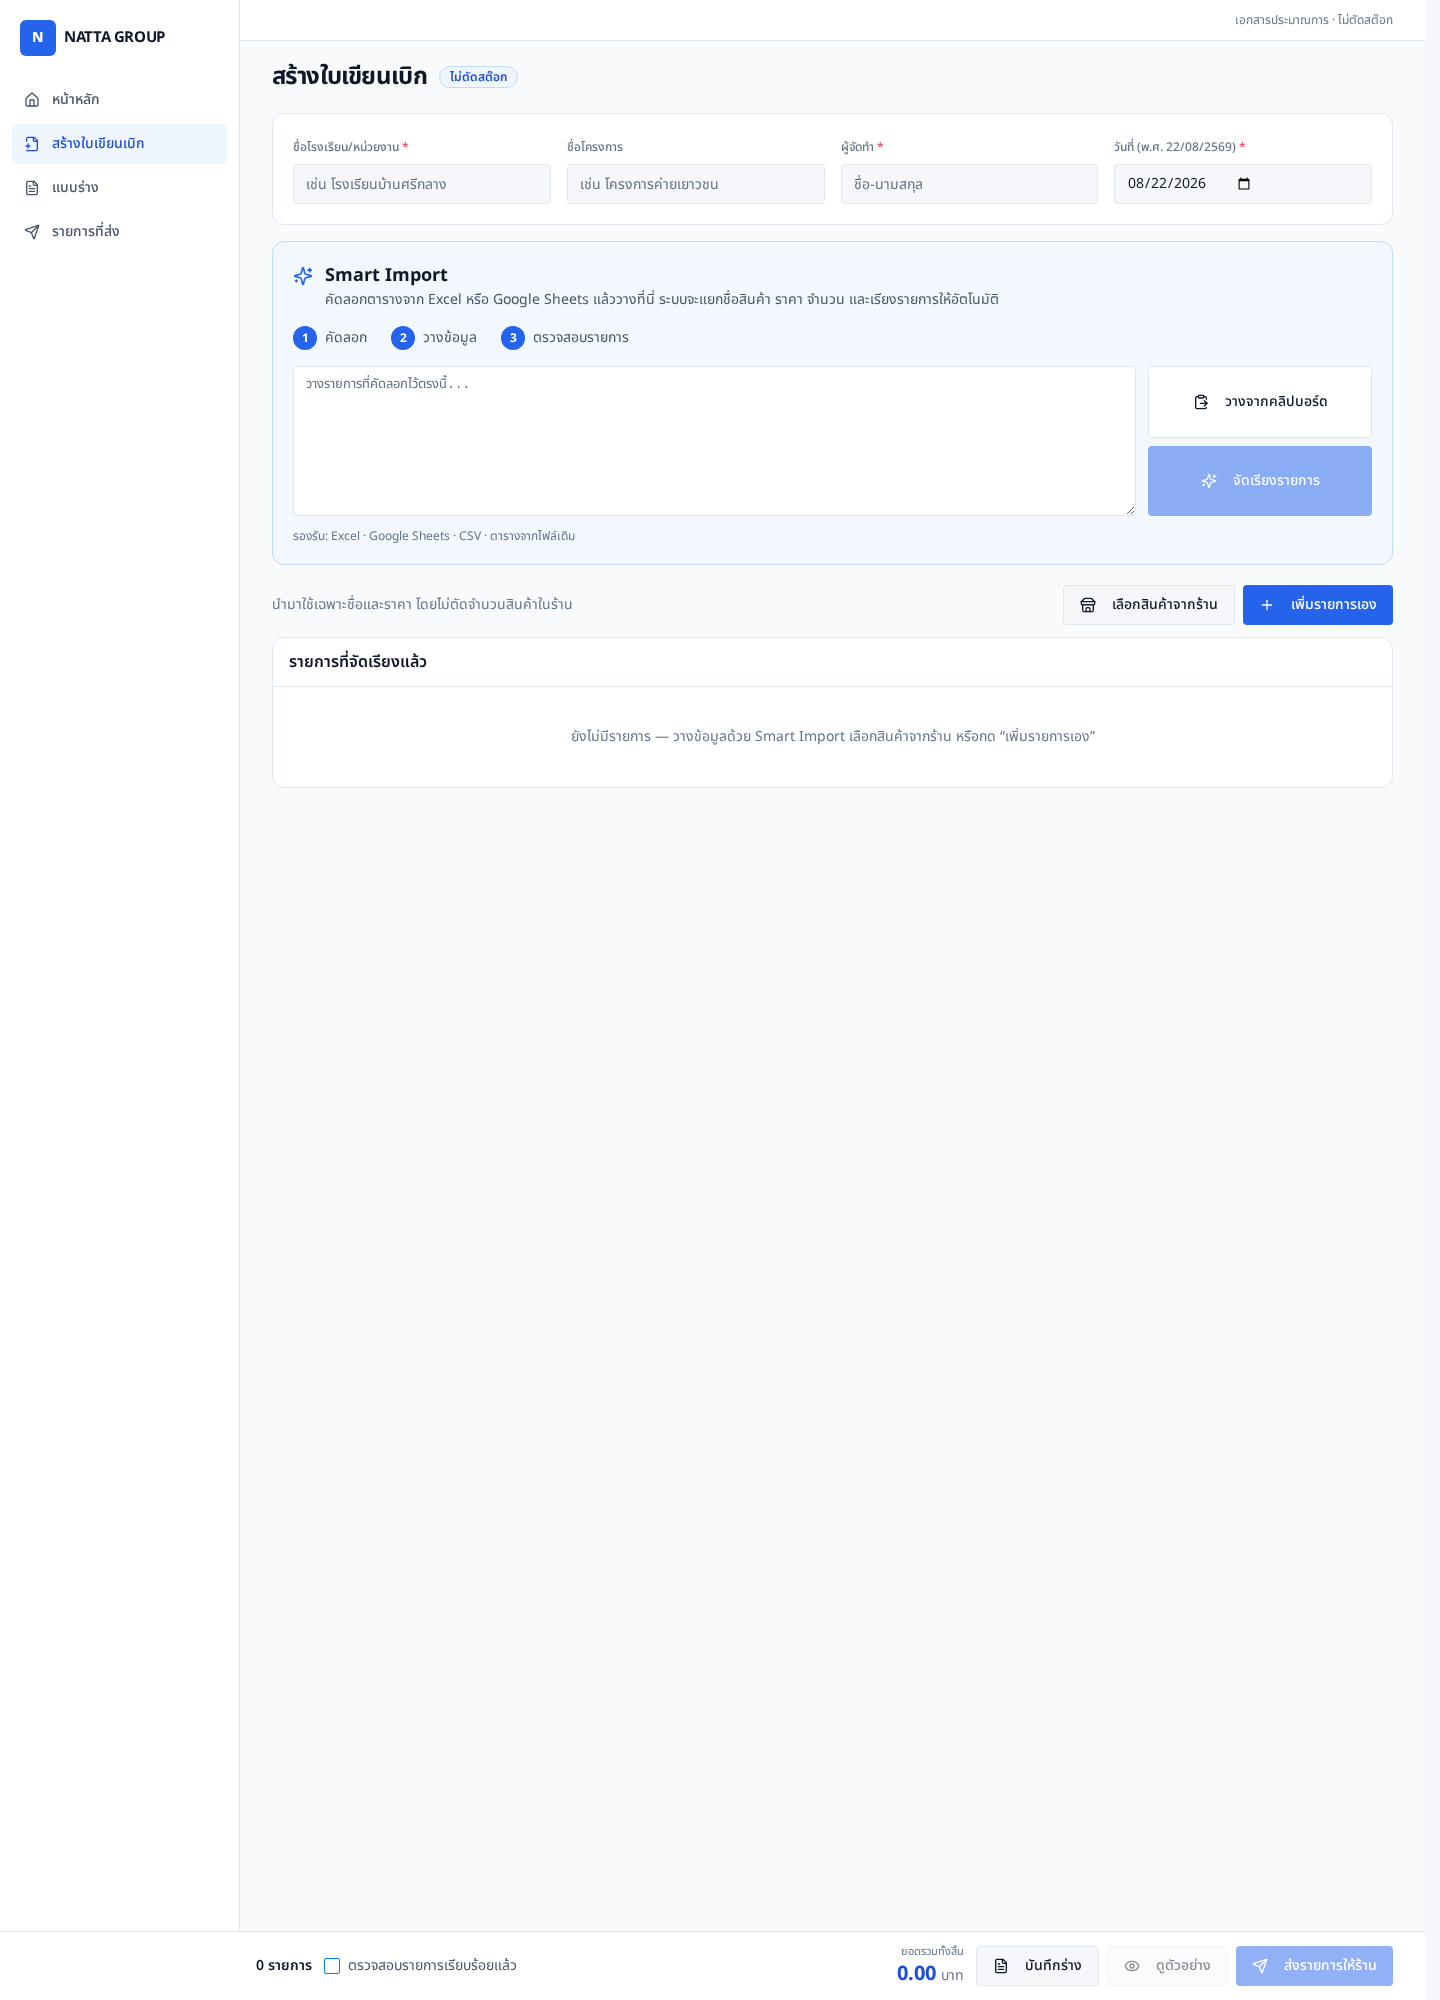 N NATTA GROUP
หน้าหลัก
สร้างใบเขียนเบิก
แบบร่าง
รายการที่ส่ง
เอกสารประมาณการ · ไม่ตัดสต๊อก
สร้างใบเขียนเบิก ไม่ตัดสต๊อก
ชื่อโรงเรียน/หน่วยงาน * ชื่อโครงการ ผู้จัดทำ * วันที่ (พ.ศ. 22/08/2569) *
เช่น โรงเรียนบ้านศรีกลาง เช่น โครงการค่ายเยาวชน ชื่อ-นามสกุล 08/22/2026
Smart Import
คัดลอกตารางจาก Excel หรือ Google Sheets แล้ววางที่นี่ ระบบจะแยกชื่อสินค้า ราคา จำนวน และเรียงรายการให้อัตโนมัติ
1 คัดลอก 2 วางข้อมูล 3 ตรวจสอบรายการ
วางรายการที่คัดลอกไว้ตรงนี้...
วางจากคลิปบอร์ด
จัดเรียงรายการ
รองรับ: Excel · Google Sheets · CSV · ตารางจากไฟล์เดิม
นำมาใช้เฉพาะชื่อและราคา โดยไม่ตัดจำนวนสินค้าในร้าน เลือกสินค้าจากร้าน เพิ่มรายการเอง
รายการที่จัดเรียงแล้ว
ยังไม่มีรายการ — วางข้อมูลด้วย Smart Import เลือกสินค้าจากร้าน หรือกด “เพิ่มรายการเอง”
0 รายการ ตรวจสอบรายการเรียบร้อยแล้ว
ยอดรวมทั้งสิ้น
0.00 บาท
บันทึกร่าง ดูตัวอย่าง ส่งรายการให้ร้าน